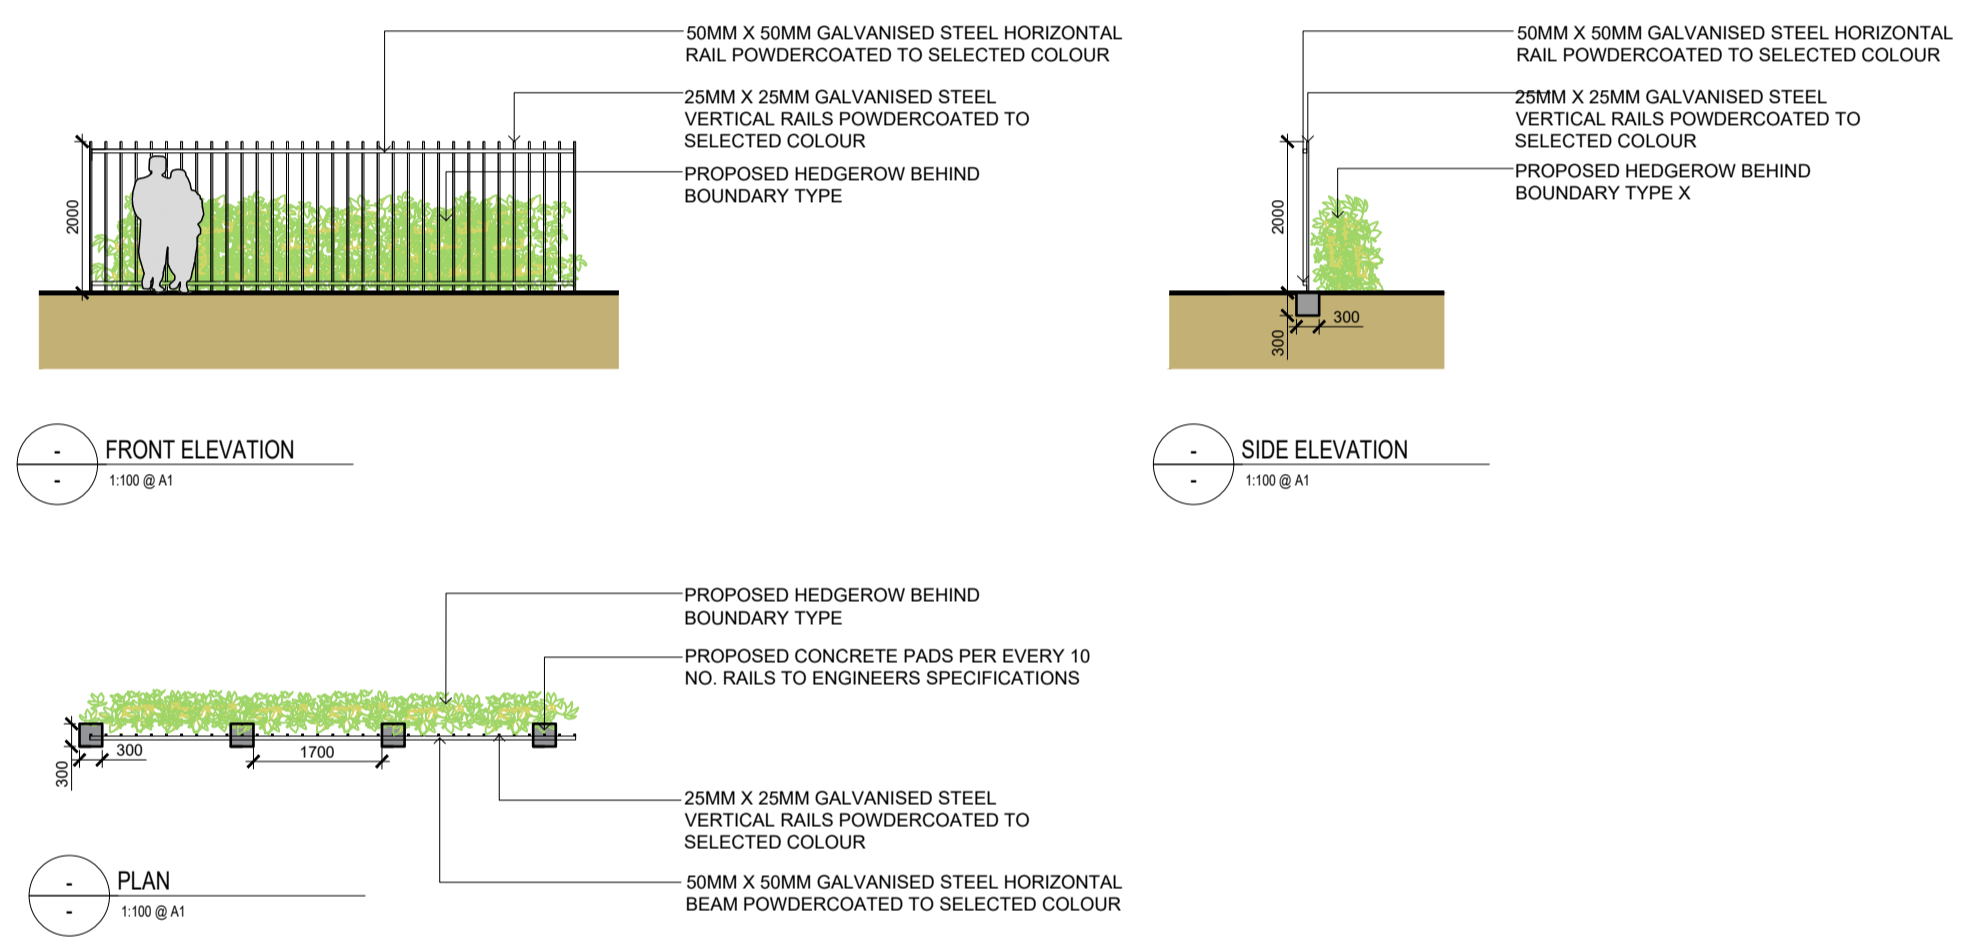 50MM X 50MM GALVANISED STEEL HORIZONTAL
RAIL POWDERCOATED TO SELECTED COLOUR
25MM X 25MM GALVANISED STEEL
VERTICAL RAILS POWDERCOATED TO
SELECTED COLOUR
PROPOSED HEDGEROW BEHIND
BOUNDARY TYPE
2000
-
-
FRONT ELEVATION
1:100 @ A1
50MM X 50MM GALVANISED STEEL HORIZONTAL
RAIL POWDERCOATED TO SELECTED COLOUR
25MM X 25MM GALVANISED STEEL
VERTICAL RAILS POWDERCOATED TO
SELECTED COLOUR
PROPOSED HEDGEROW BEHIND
BOUNDARY TYPE X
2000
300
300
-
-
SIDE ELEVATION
1:100 @ A1
PROPOSED HEDGEROW BEHIND
BOUNDARY TYPE
PROPOSED CONCRETE PADS PER EVERY 10
NO. RAILS TO ENGINEERS SPECIFICATIONS
300
1700
300
25MM X 25MM GALVANISED STEEL
VERTICAL RAILS POWDERCOATED TO
SELECTED COLOUR
50MM X 50MM GALVANISED STEEL HORIZONTAL
BEAM POWDERCOATED TO SELECTED COLOUR
-
-
PLAN
1:100 @ A1